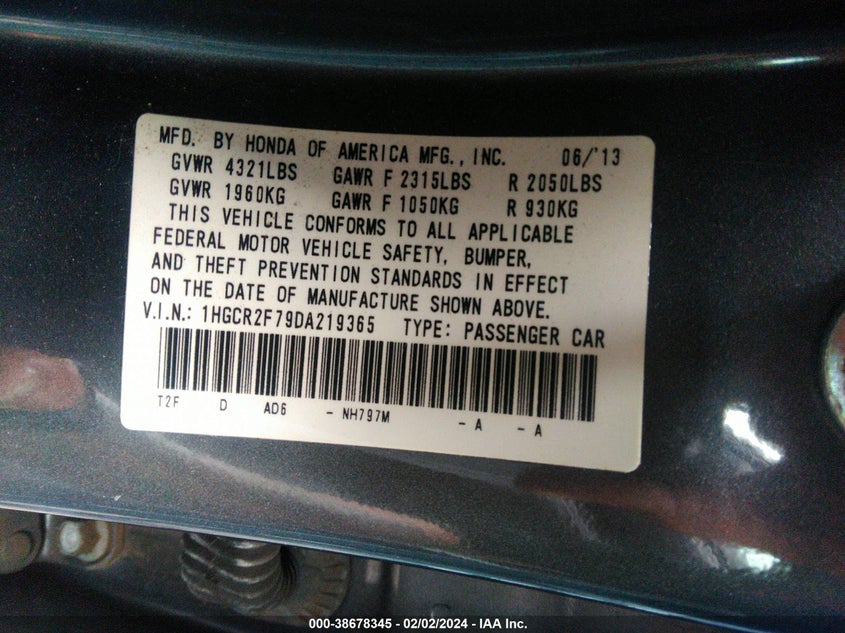 MFD. BY HONDA OF AMERICA MFG., INC. 06/'13
GVWR 4321LBS GAWR F 2315LBS R 2050LBS
GVWR 1960KG GAWR F 1050KG R 930KG
THIS VEHICLE CONFORMS TO ALL APPLICABLE
FEDERAL MOTOR VEHICLE SAFETY, BUMPER,
AND THEFT PREVENTION STANDARDS IN EFFECT
ON THE DATE OF MANUFACTURE SHOWN ABOVE.
V.I.N.: 1HGCR2F79DA219365 TYPE: PASSENGER CAR
T2F D AD6 - NH797M - A - A
000-38678345 - 02/02/2024 - IAA Inc.